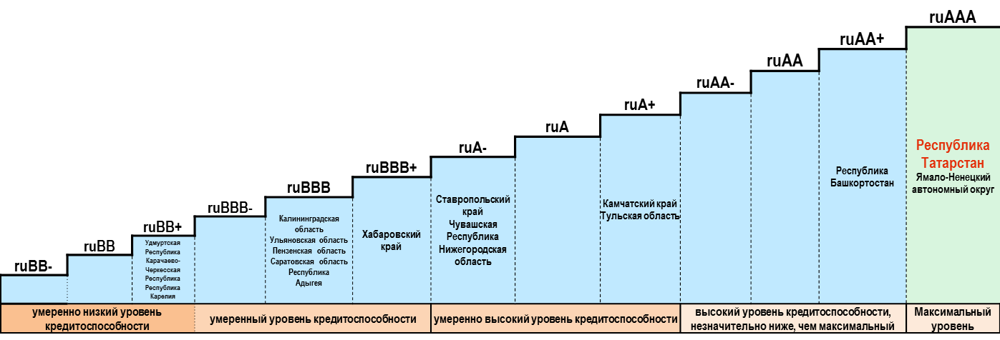 ruAAA
ruAA+
ruAA
ruAA-
ruA+
ruA
ruA-
ruBBB+
ruBBB
ruBBB-
ruBB+
ruBB
ruBB-
Удмуртская
Республика
Карачаево-
Черкесская
Республика
Республика
Карелия
Калининградская
область
Ульяновская область
Пензенская область
Саратовская область
Республика
Адыгея
Хабаровский
край
Ставропольский
край
Чувашская
Республика
Нижегородская
область
Камчатский край
Тульская область
Республика
Башкортостан
Республика
Татарстан
Ямало-Ненецкий
автономный округ
умеренно низкий уровень
кредитоспособности
умеренный уровень кредитоспособности
умеренно высокий уровень кредитоспособности
высокий уровень кредитоспособности,
незначительно ниже, чем максимальный
Максимальный
уровень